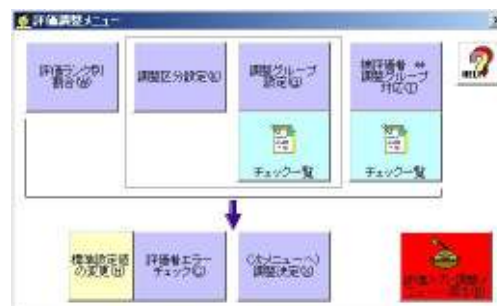 評価調整メニュー
評価ランク別
割合(W)
調整区分設定(K)
調整グループ
設定(G)
被評価者 ⇔
調整グループ
対応(T)
HELP
チェック一覧
チェック一覧
標準設定値
の変更(H)
評価者エラー
チェック(C)
(次メニューへ)
調整決定(X)